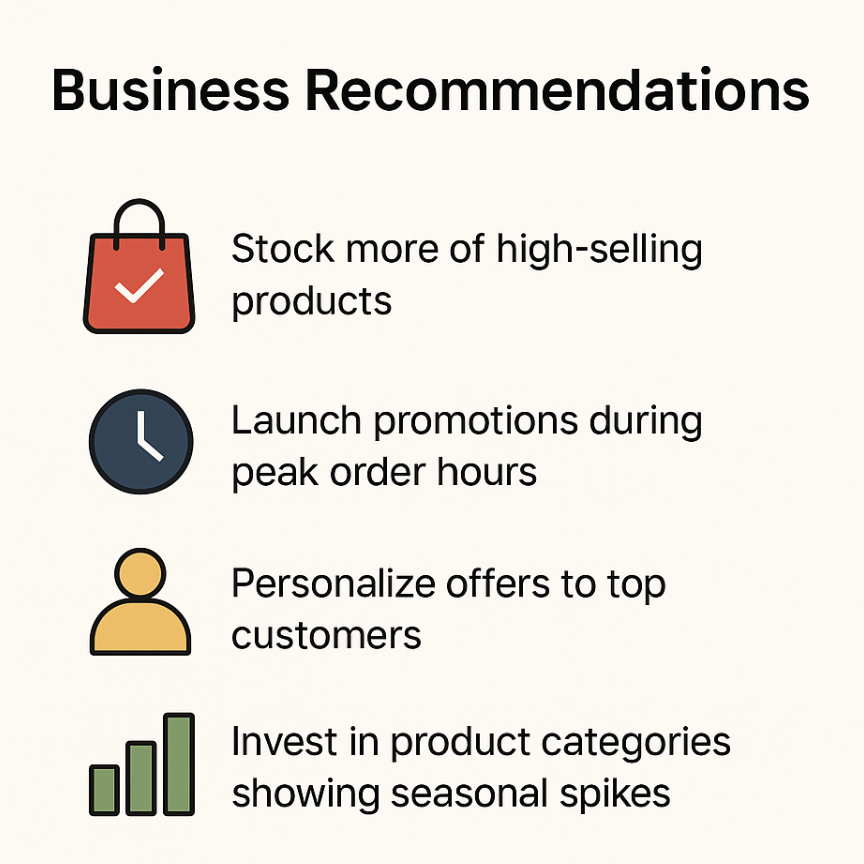 Business Recommendations
Stock more of high-selling
products
Launch promotions during
peak order hours
Personalize offers to top
customers
Invest in product categories
showing seasonal spikes